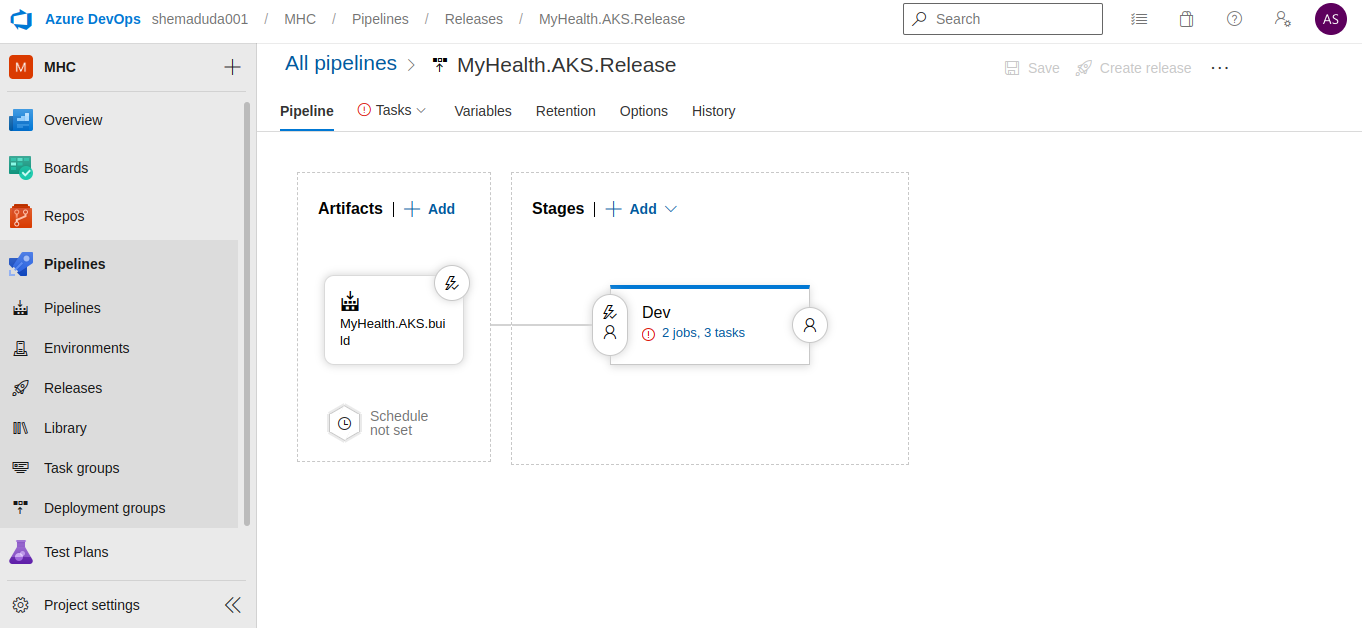 Azure DevOps shemaduda001 / MHC / Pipelines / Releases / MyHealth.AKS.Release Search AS
M MHC
Overview
Boards
Repos
Pipelines
Pipelines
Environments
Releases
Library
Task groups
Deployment groups
Test Plans
Project settings
All pipelines > MyHealth.AKS.Release Save Create release ...
Pipeline Tasks Variables Retention Options History
Artifacts | + Add
MyHealth.AKS.bui
ld
Schedule
not set
Stages | + Add
Dev
2 jobs, 3 tasks